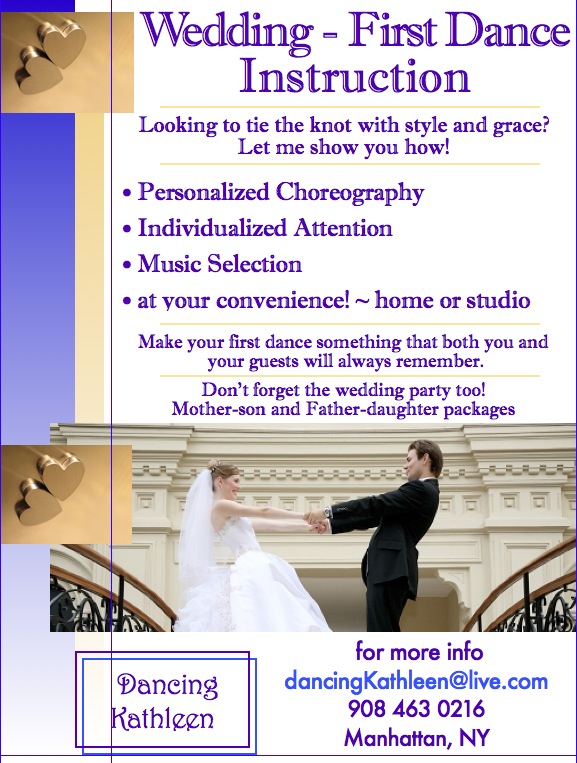 Wedding - First Dance
Instruction
Looking to tie the knot with style and grace?
Let me show you how!
• Personalized Choreography
• Individualized Attention
• Music Selection
• at your convenience! ~ home or studio
Make your first dance something that both you and
your guests will always remember.
Don't forget the wedding party too!
Mother-son and Father-daughter packages
for more info
dancingKathleen@live.com
908 463 0216
Manhattan, NY
Dancing
Kathleen